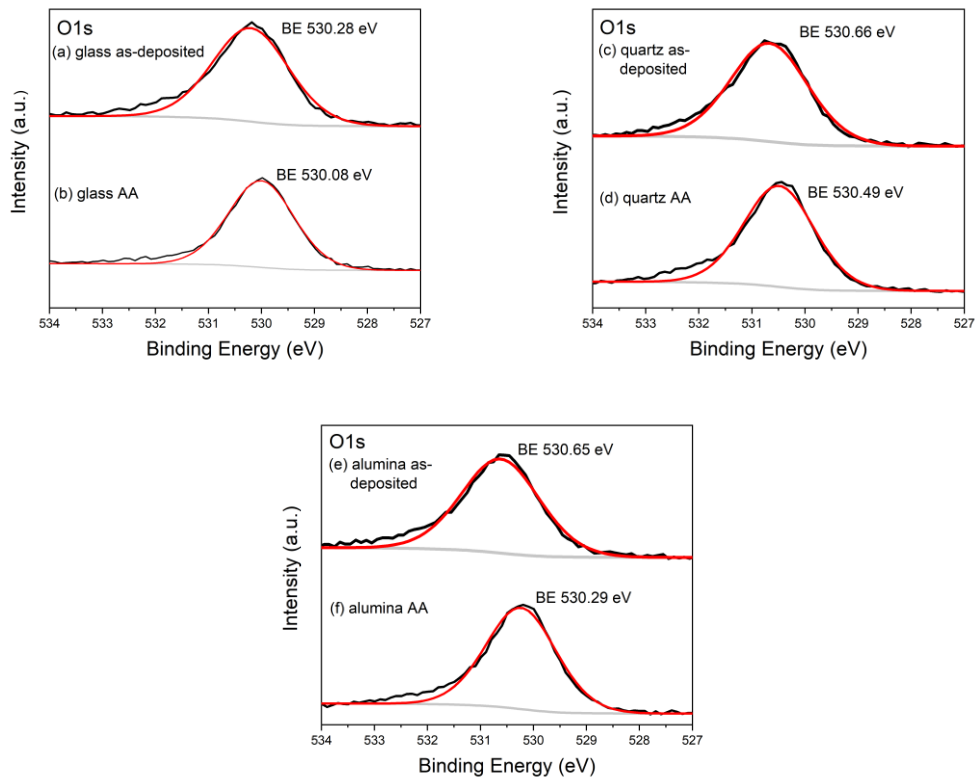 O1s
(a) glass as-deposited
BE 530.28 eV
(b) glass AA
BE 530.08 eV
Intensity (a.u.)
534 533 532 531 530 529 528 527
Binding Energy (eV)
O1s
(c) quartz as-
deposited
BE 530.66 eV
(d) quartz AA
BE 530.49 eV
Intensity (a.u.)
534 533 532 531 530 529 528 527
Binding Energy (eV)
O1s
(e) alumina as-
deposited
BE 530.65 eV
(f) alumina AA
BE 530.29 eV
Intensity (a.u.)
534 533 532 531 530 529 528 527
Binding Energy (eV)